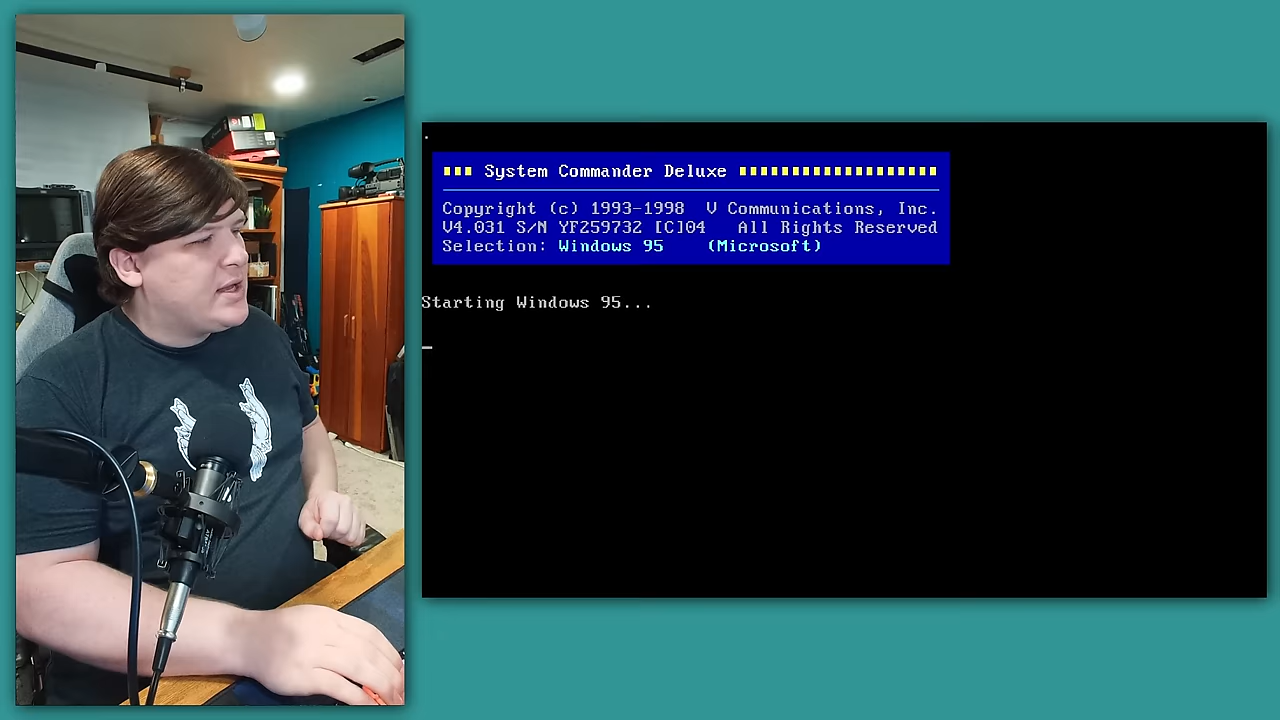 System Commander Deluxe
Copyright (c) 1993-1998 V Communications, Inc.
V4.031 S/N YF259732 [C]04 All Rights Reserved
Selection: Windows 95 (Microsoft)
Starting Windows 95...